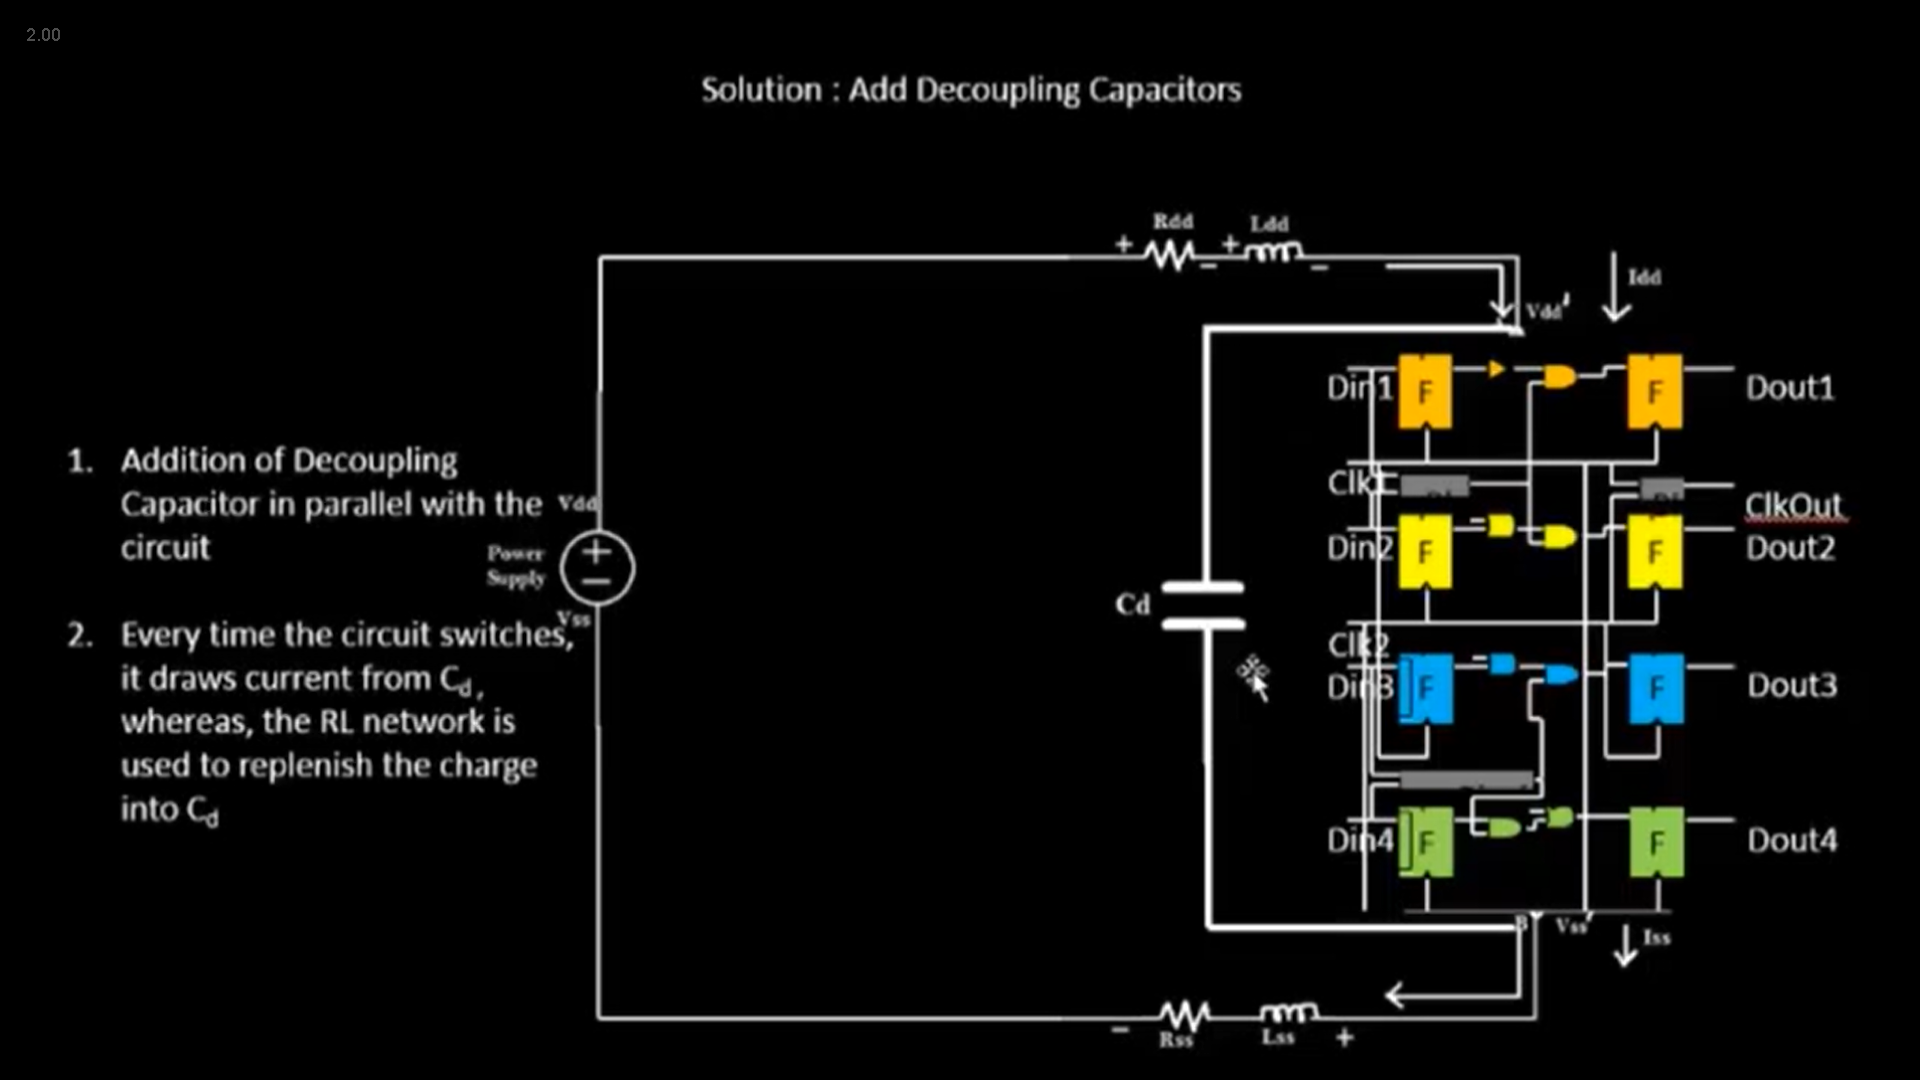 2.00
Solution : Add Decoupling Capacitors
Rdd
Ldd
Idd
Vdd'
1. Addition of Decoupling
Capacitor in parallel with the
circuit
2. Every time the circuit switches,
it draws current from Cd ,
whereas, the RL network is
used to replenish the charge
into Cd
Vdd
Power
Supply
Vss
Cd
Din1
F
F
Dout1
ClkOut
Din2
F
F
Dout2
Clk2
Din3
F
F
Dout3
Din4
F
F
Dout4
B
Vss'
Iss
Rss
Lss